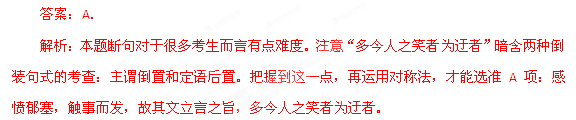 答案：A.
解析：本题断句对于很多考生而言有点难度。注意“多今人之笑者为迂者”暗含两种倒
装句式的考查：主谓倒置和定语后置。把握到这一点，再运用对称法，才能选准 A 项：感
愤郁塞，触事而发，故其文立言之旨，多今人之笑者为迂者。